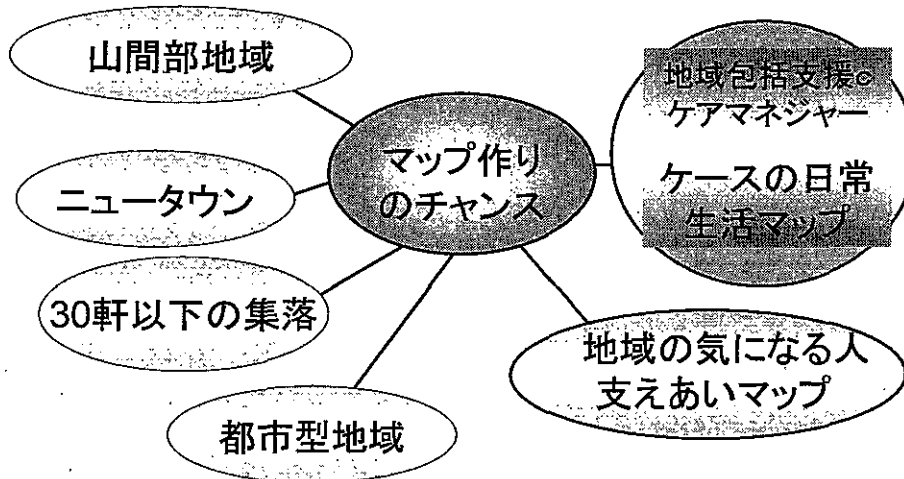 山間部地域
ニュータウン
30軒以下の集落
都市型地域
マップ作り
のチャンス
地域包括支援c
ケアマネジャー
ケースの日常
生活マップ
地域の気になる人
支えあいマップ